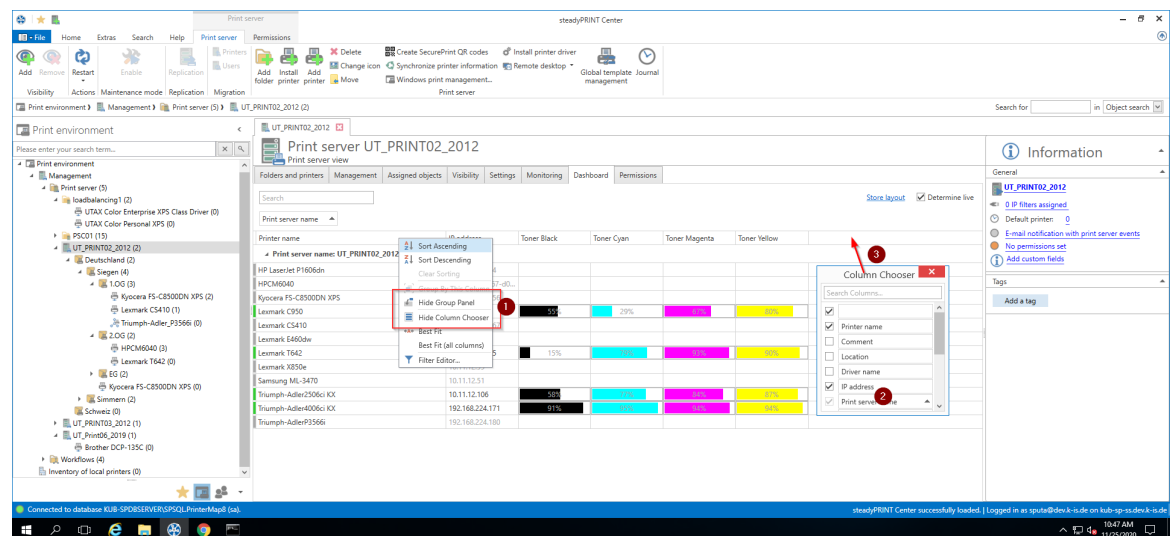 Print server
steadyPRINT Center
File Home Extras Search Help Print server Permissions
Add Remove Restart Enable Replication Printers Users
Add folder Install printer Add printer
Delete Change icon Move
Create SecurePrint QR codes Synchronize printer information Windows print management...
Install printer driver Remote desktop
Global template management Journal
Visibility Actions Maintenance mode Replication Migration Print server
Print environment Management Print server (5) UT_PRINT02_2012 (2)
Search for in Object search
Print environment
Please enter your search term...
Print environment
Management
Print server (5)
loadbalancing1 (2)
UTAX Color Enterprise XPS Class Driver (0)
UTAX Color Personal XPS (0)
PSC01 (15)
UT_PRINT02_2012 (2)
Deutschland (2)
Siegen (4)
1.OG (3)
Kyocera FS-C8500DN XPS (2)
Lexmark CS410 (1)
Triumph-Adler_P3566i (0)
2.OG (2)
HPCM6040 (3)
Lexmark T642 (0)
EG (2)
Kyocera FS-C8500DN XPS (0)
Simmern (2)
Schweiz (0)
UT_PRINT03_2012 (1)
UT_Print06_2019 (1)
Brother DCP-135C (0)
Workflows (4)
Inventory of local printers (0)
UT_PRINT02_2012
Print server UT_PRINT02_2012
Print server view
Folders and printers Management Assigned objects Visibility Settings Monitoring Dashboard Permissions
Search
Store layout Determine live
Print server name
Printer name IP address Toner Black Toner Cyan Toner Magenta Toner Yellow
Print server name: UT_PRINT02_2012
HP LaserJet P1606dn
HPCM6040
Kyocera FS-C8500DN XPS
Lexmark C950 55% 29% 67% 80%
Lexmark CS410
Lexmark E460dw
Lexmark T642 15% 93% 90%
Lexmark X850e
Samsung ML-3470 10.11.12.51
Triumph-Adler2506ci KX 10.11.12.106 58% 84% 87%
Triumph-Adler4006ci KX 192.168.224.171 91% 94% 94%
Triumph-AdlerP3566i 192.168.224.180
Sort Ascending
Sort Descending
Clear Sorting
Group By This Column
Hide Group Panel
Hide Column Chooser
Best Fit
Best Fit (all columns)
Filter Editor...
1
3
Column Chooser
Search Columns...
Printer name
Comment
Location
Driver name
IP address
Print server name
2
Information
General
UT_PRINT02_2012
0 IP filters assigned
Default printer: 0
E-mail notification with print server events
No permissions set
Add custom fields
Tags
Add a tag
Connected to database KUB-SPDBSERVER\SPSQL.PrinterMap8 (sa).
steadyPRINT Center successfully loaded. | Logged in as sputa@dev.k-is.de on kub-sp-ss.dev.k-is.de
10:47 AM
11/25/2020